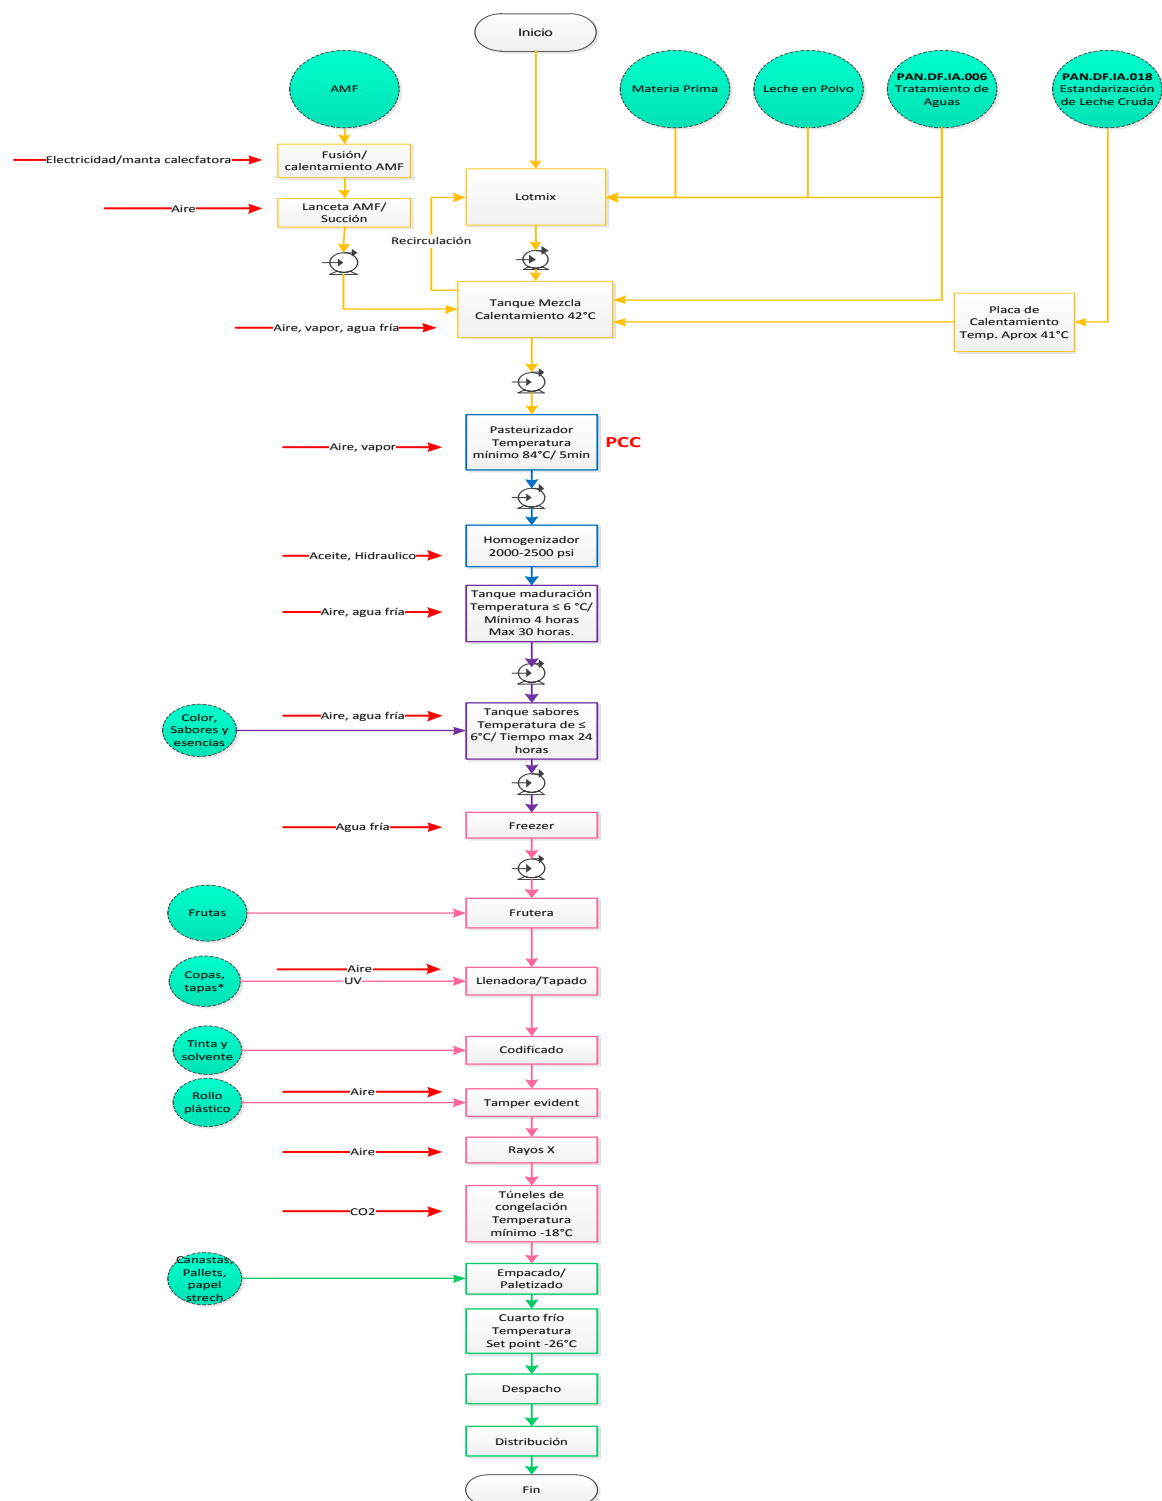 Inicio
AMF
Materia Prima
Leche en Polvo
PAN.DF.IA.006
Tratamiento de
Aguas
PAN.DF.IA.018
Estandarización
de Leche Cruda
Electricidad/manta calecfatora
Fusión/
calentamiento AMF
Aire
Lanceta AMF/
Succión
Lotmix
Recirculación
Tanque Mezcla
Calentamiento 42°C
Aire, vapor, agua fría
Placa de
Calentamiento
Temp. Aprox 41°C
Aire, vapor
Pasteurizador
Temperatura
mínimo 84°C/ 5min
PCC
Aceite, Hidraulico
Homogenizador
2000-2500 psi
Aire, agua fría
Tanque maduración
Temperatura ≤ 6 °C/
Mínimo 4 horas
Max 30 horas.
Color,
Sabores y
esencias
Aire, agua fría
Tanque sabores
Temperatura de ≤
6°C/ Tiempo max 24
horas
Agua fría
Freezer
Frutas
Frutera
Copas,
tapas*
Aire
UV
Llenadora/Tapado
Tinta y
solvente
Codificado
Rollo
plástico
Aire
Tamper evident
Aire
Rayos X
CO2
Túneles de
congelación
Temperatura
mínimo -18°C
Canastas,
Pallets,
papel
strech
Empacado/
Paletizado
Cuarto frío
Temperatura
Set point -26°C
Despacho
Distribución
Fin